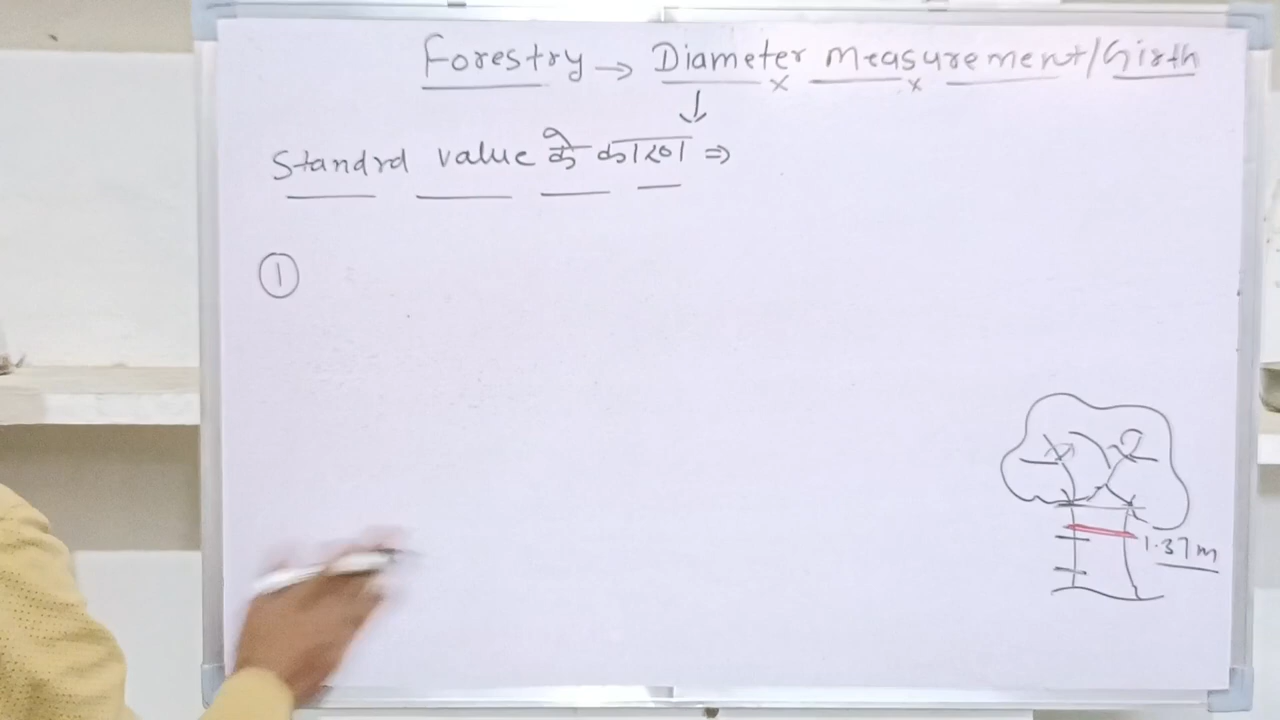 Forestry → Diameter Measurement/Girth
Standrd value के कारण ⇒
①
1.37m